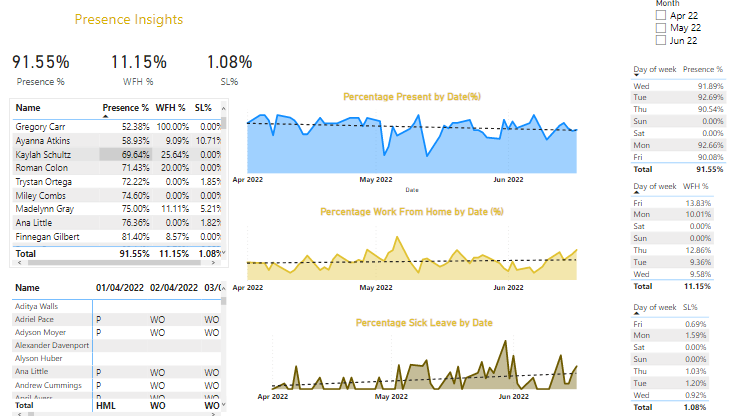 Presence Insights
Month
Apr 22
May 22
Jun 22
91.55% 11.15% 1.08%
Presence % WFH % SL%
Name Presence % WFH % SL%
Gregory Carr 52.38% 100.00% 0.00%
Ayanna Atkins 58.93% 9.09% 10.71%
Kaylah Schultz 69.64% 25.64% 0.00%
Roman Colon 71.43% 20.00% 0.00%
Trystan Ortega 72.22% 0.00% 1.85%
Miley Combs 74.60% 0.00% 0.00%
Madelynn Gray 75.00% 11.11% 5.21%
Ana Little 76.36% 0.00% 1.82%
Finnegan Gilbert 81.40% 8.57% 0.00%
Total 91.55% 11.15% 1.08%
Name 01/04/2022 02/04/2022 03/0
Aditya Walls
Adriel Pace P WO WO
Adyson Moyer P WO WO
Alexander Davenport
Alyson Huber
Ana Little P WO WO
Andrew Cummings P WO WO
April Avers P WO WO
Total HML WO WO
Percentage Present by Date(%)
Apr 2022 May 2022 Jun 2022
Date
Percentage Work From Home by Date (%)
Apr 2022 May 2022 Jun 2022
Percentage Sick Leave by Date
Apr 2022 May 2022 Jun 2022
Day of week Presence %
Wed 91.89%
Tue 92.69%
Thu 90.54%
Sun 0.00%
Sat 0.00%
Mon 92.66%
Fri 90.08%
Total 91.55%
Day of week WFH %
Fri 13.83%
Mon 10.01%
Sat 0.00%
Sun 0.00%
Thu 12.86%
Tue 9.36%
Wed 9.58%
Total 11.15%
Day of week SL%
Fri 0.69%
Mon 1.59%
Sat 0.00%
Sun 0.00%
Thu 1.03%
Tue 1.20%
Wed 0.92%
Total 1.08%